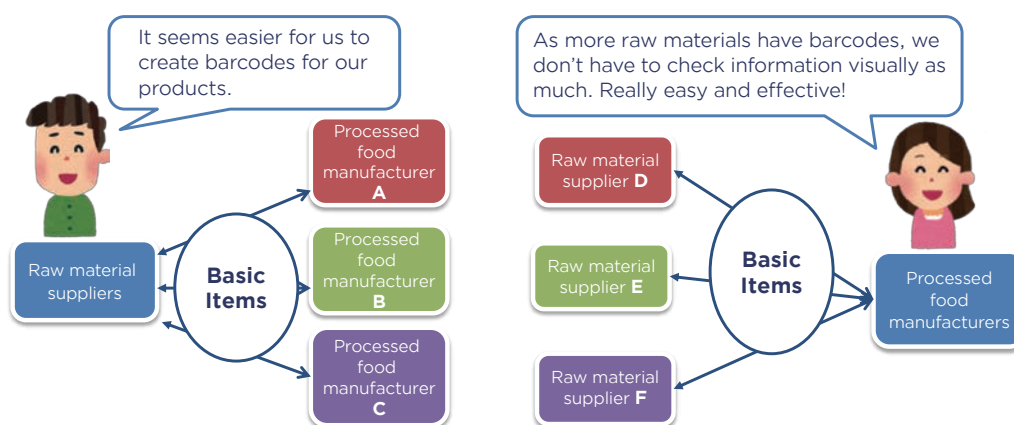 It seems easier for us to
create barcodes for our
products.
As more raw materials have barcodes, we
don't have to check information visually as
much. Really easy and effective!
Raw material
suppliers
Basic
Items
Processed
food
manufacturer
A
Processed
food
manufacturer
B
Processed
food
manufacturer
C
Raw material
supplier D
Raw material
supplier E
Raw material
supplier F
Basic
Items
Processed
food
manufacturers